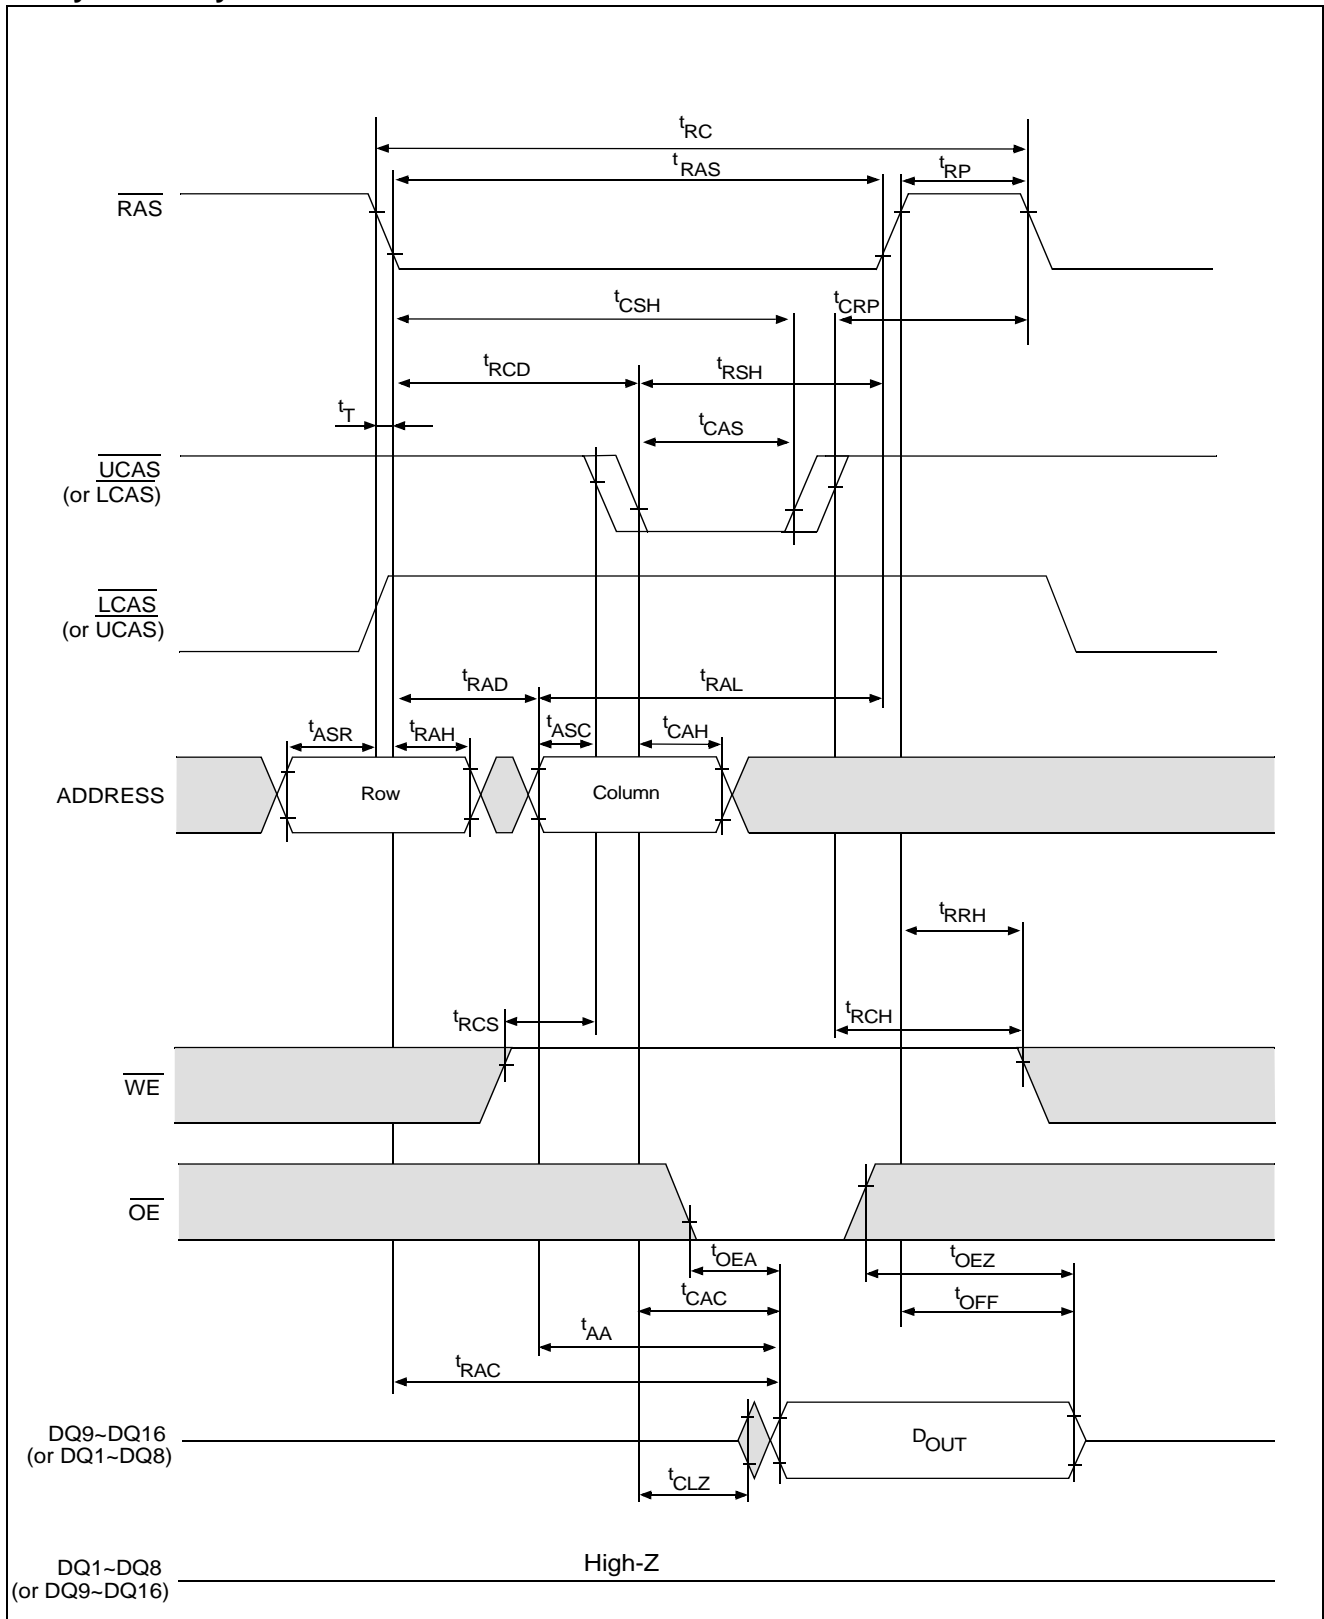 tRC
tRAS
tRP
RAS
tCSH
tCRP
tRCD
tRSH
tT
tCAS
UCAS
(or LCAS)
LCAS
(or UCAS)
tRAD
tRAL
tASR
tRAH
tASC
tCAH
ADDRESS
Row
Column
tRRH
tRCS
tRCH
WE
OE
tOEA
tOEZ
tCAC
tOFF
tAA
tRAC
DQ9~DQ16
(or DQ1~DQ8)
DOUT
tCLZ
High-Z
DQ1~DQ8
(or DQ9~DQ16)